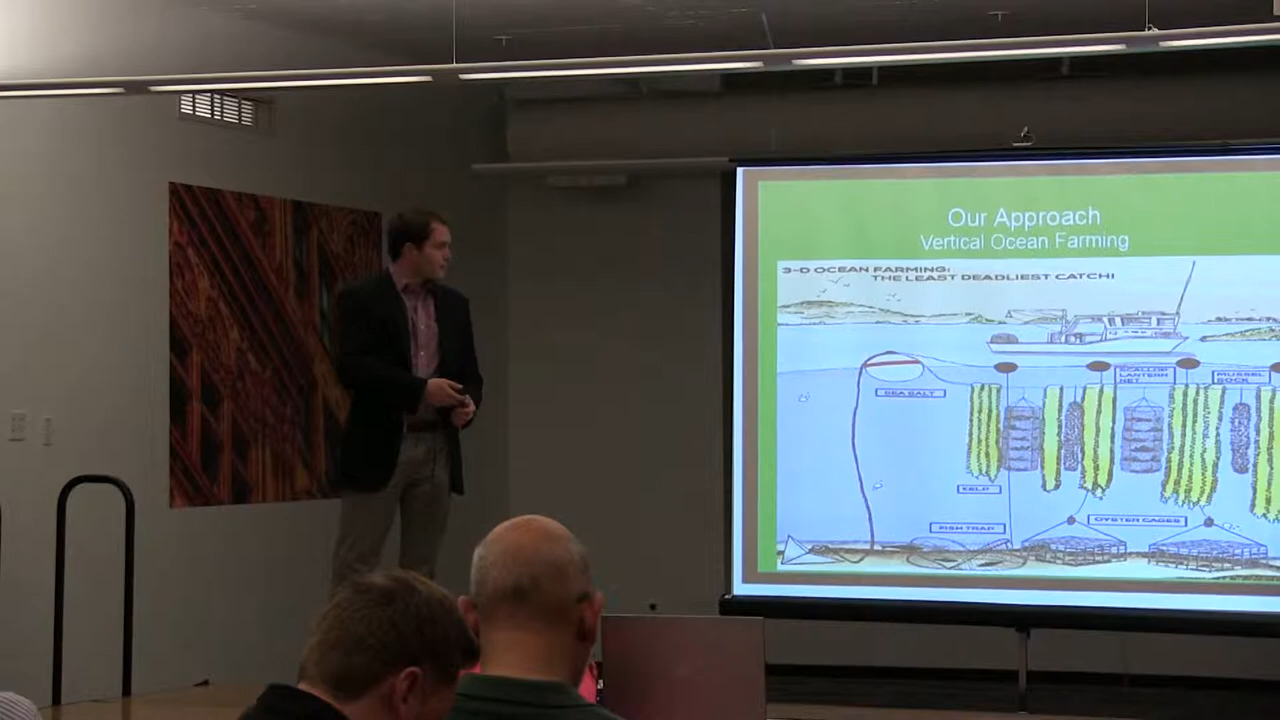 Our Approach
Vertical Ocean Farming
3-D OCEAN FARMING:
THE LEAST DEADLIEST CATCH!
SCALLOP
LANTERN
NET
MUSSEL
SOCK
SEA SALT
KELP
FISH TRAP
OYSTER CAGES